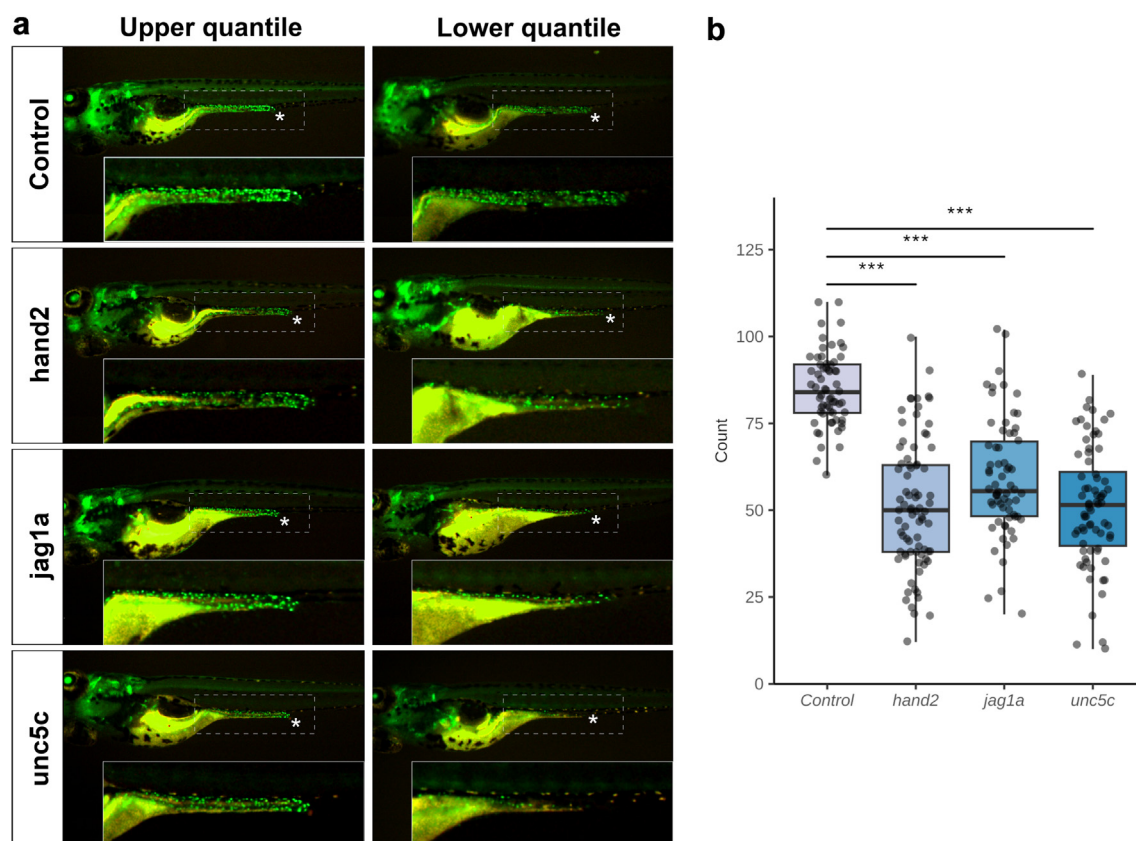 a
Upper quantile
Lower quantile
Control
*
*
hand2
*
*
jag1a
*
*
unc5c
*
*
b
***
***
***
125
100
75
50
25
0
Count
Control
hand2
jag1a
unc5c